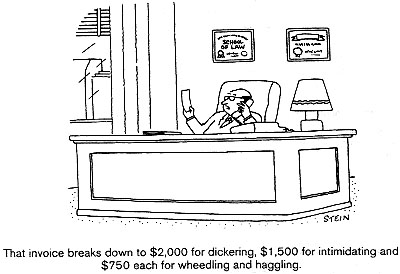 SCHOOL
OF LAW
STEIN
That invoice breaks down to $2,000 for dickering, $1,500 for intimidating and
$750 each for wheedling and haggling.